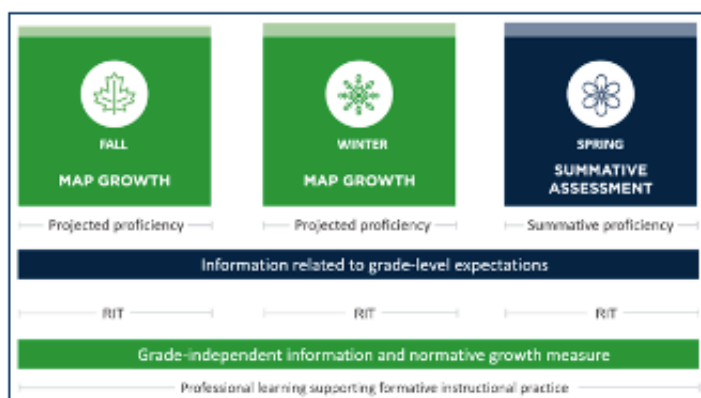 FALL
MAP GROWTH
WINTER
MAP GROWTH
SPRING
SUMMATIVE
ASSESSMENT
Projected proficiency
Projected proficiency
Summative proficiency
Information related to grade-level expectations
RIT
RIT
RIT
Grade-independent information and normative growth measure
Professional learning supporting formative instructional practice